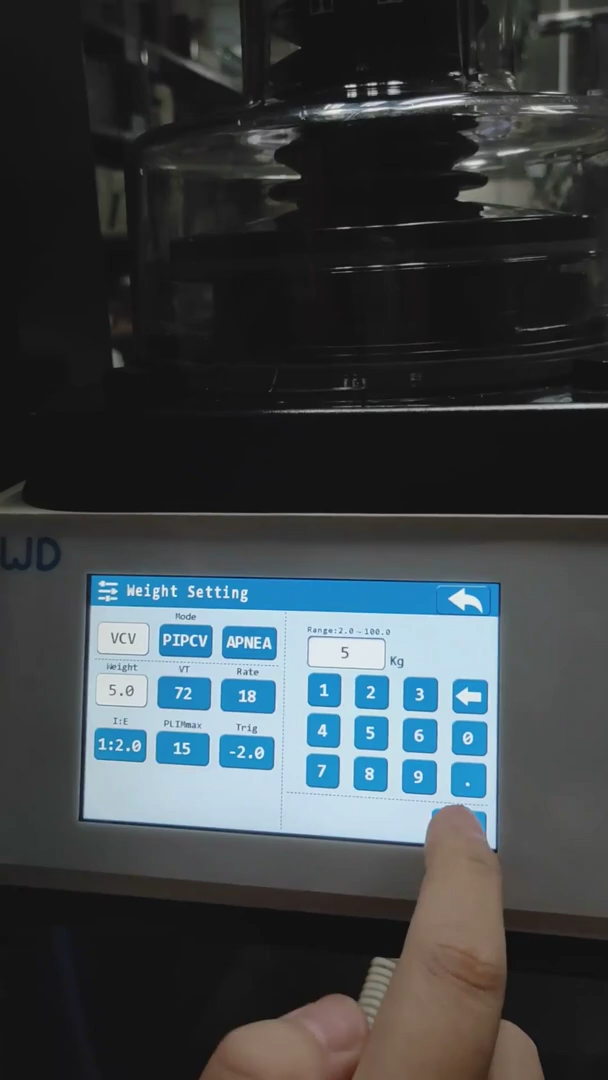 WD
Weight Setting
Mode
VCV PIPCV APNEA
Weight VT Rate
5.0 72 18
I:E PLIMmax Trig
1:2.0 15 -2.0
Range:2.0~100.0
5 Kg
1 2 3
4 5 6 0
7 8 9 .